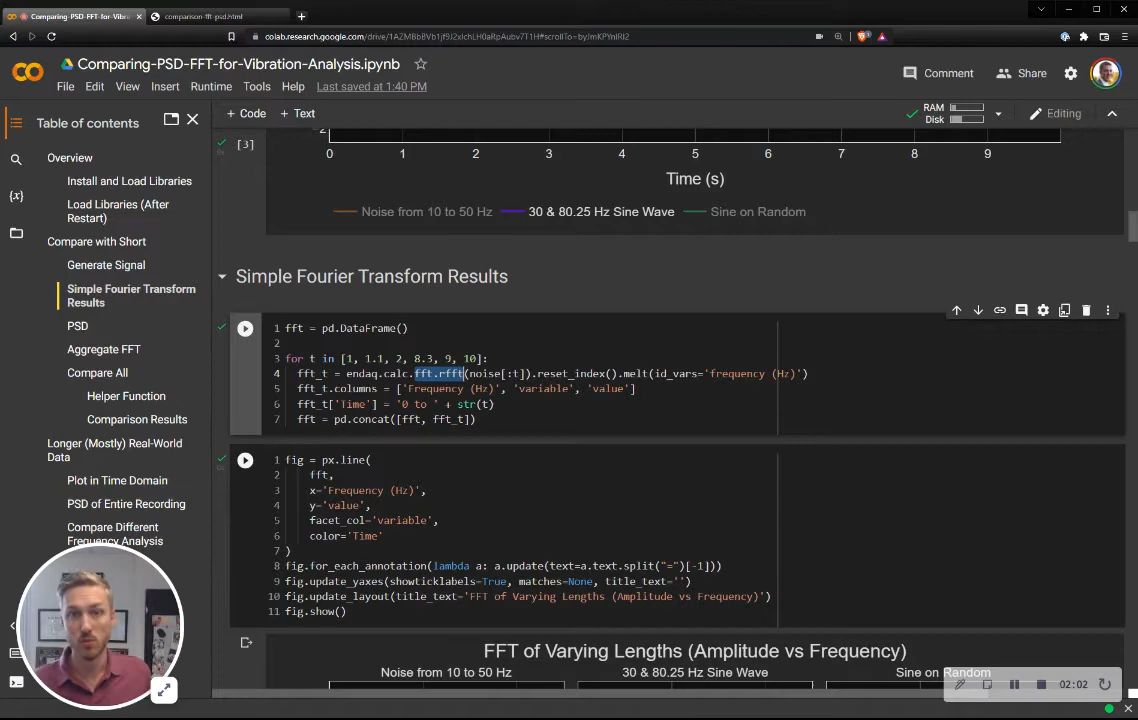 Comparing-PSD-FFT-for-Vibra
comparison-fft-psd.html
colab.research.google.com/drive/1AZMbBVb1jf9J2xIchLH0aRpAubv7T1H#scrollTo=byJmKPYnIRI2
Comparing-PSD-FFT-for-Vibration-Analysis.ipynb
File Edit View Insert Runtime Tools Help Last saved at 1:40 PM
Comment
Share
Table of contents
+ Code + Text
RAM
Disk
Editing
Overview
Install and Load Libraries
Load Libraries (After
Restart)
Compare with Short
Generate Signal
Simple Fourier Transform
Results
PSD
Aggregate FFT
Compare All
Helper Function
Comparison Results
Longer (Mostly) Real-World
Data
Plot in Time Domain
PSD of Entire Recording
Compare Different
Frequency Analysis
[3]
2
0 1 2 3 4 5 6 7 8 9
Time (s)
Noise from 10 to 50 Hz 30 & 80.25 Hz Sine Wave Sine on Random
Simple Fourier Transform Results
1 fft = pd.DataFrame()
2
3 for t in [1, 1.1, 2, 8.3, 9, 10]:
4 fft_t = endaq.calc.fft.rfft(noise[:t]).reset_index().melt(id_vars='frequency (Hz)')
5 fft_t.columns = ['Frequency (Hz)', 'variable', 'value']
6 fft_t['Time'] = '0 to ' + str(t)
7 fft = pd.concat([fft, fft_t])
1 fig = px.line(
2 fft,
3 x='Frequency (Hz)',
4 y='value',
5 facet_col='variable',
6 color='Time'
7 )
8 fig.for_each_annotation(lambda a: a.update(text=a.text.split("=")[-1]))
9 fig.update_yaxes(showticklabels=True, matches=None, title_text='')
10 fig.update_layout(title_text='FFT of Varying Lengths (Amplitude vs Frequency)')
11 fig.show()
FFT of Varying Lengths (Amplitude vs Frequency)
Noise from 10 to 50 Hz 30 & 80.25 Hz Sine Wave Sine on Random
02:02